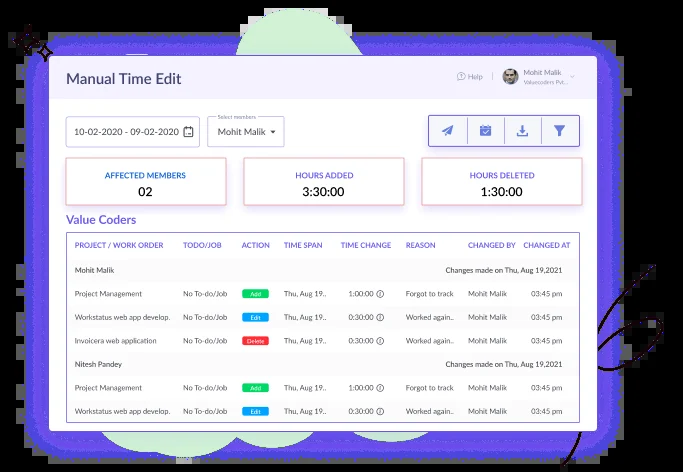 Manual Time Edit
Help
Mohit Malik
Valuecoders Pvt...
10-02-2020 - 09-02-2020
Select members
Mohit Malik
AFFECTED MEMBERS
02
HOURS ADDED
3:30:00
HOURS DELETED
1:30:00
Value Coders
PROJECT / WORK ORDER TODO/JOB ACTION TIME SPAN TIME CHANGE REASON CHANGED BY CHANGED AT
Mohit Malik Changes made on Thu, Aug 19,2021
Project Management No To-do/Job Add Thu, Aug 19.. 1:00:00 Forgot to track Mohit Malik 03:45 pm
Workstatus web app develop. No To-do/Job Edit Thu, Aug 19.. 0:30:00 Worked again.. Mohit Malik 03:45 pm
Invoicera web application No To-do/Job Delete Thu, Aug 19.. 0:30:00 Worked again.. Mohit Malik 03:45 pm
Nitesh Pandey Changes made on Thu, Aug 19,2021
Project Management No To-do/Job Add Thu, Aug 19.. 1:00:00 Forgot to track Mohit Malik 03:45 pm
Workstatus web app develop. No To-do/Job Edit Thu, Aug 19.. 0:30:00 Worked again.. Mohit Malik 03:45 pm